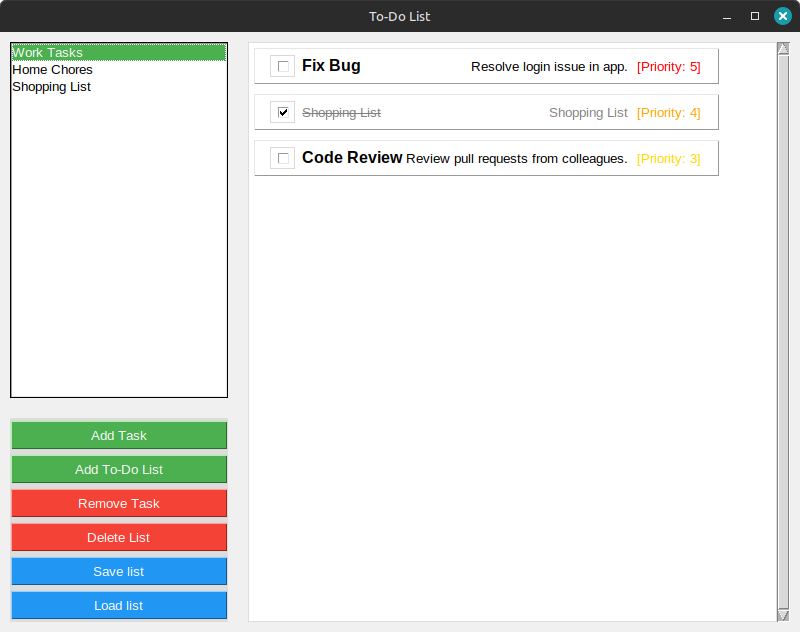 To-Do List
Work Tasks
Home Chores
Shopping List
Add Task
Add To-Do List
Remove Task
Delete List
Save list
Load list
Fix Bug Resolve login issue in app. [Priority: 5]
Shopping List Shopping List [Priority: 4]
Code Review Review pull requests from colleagues. [Priority: 3]